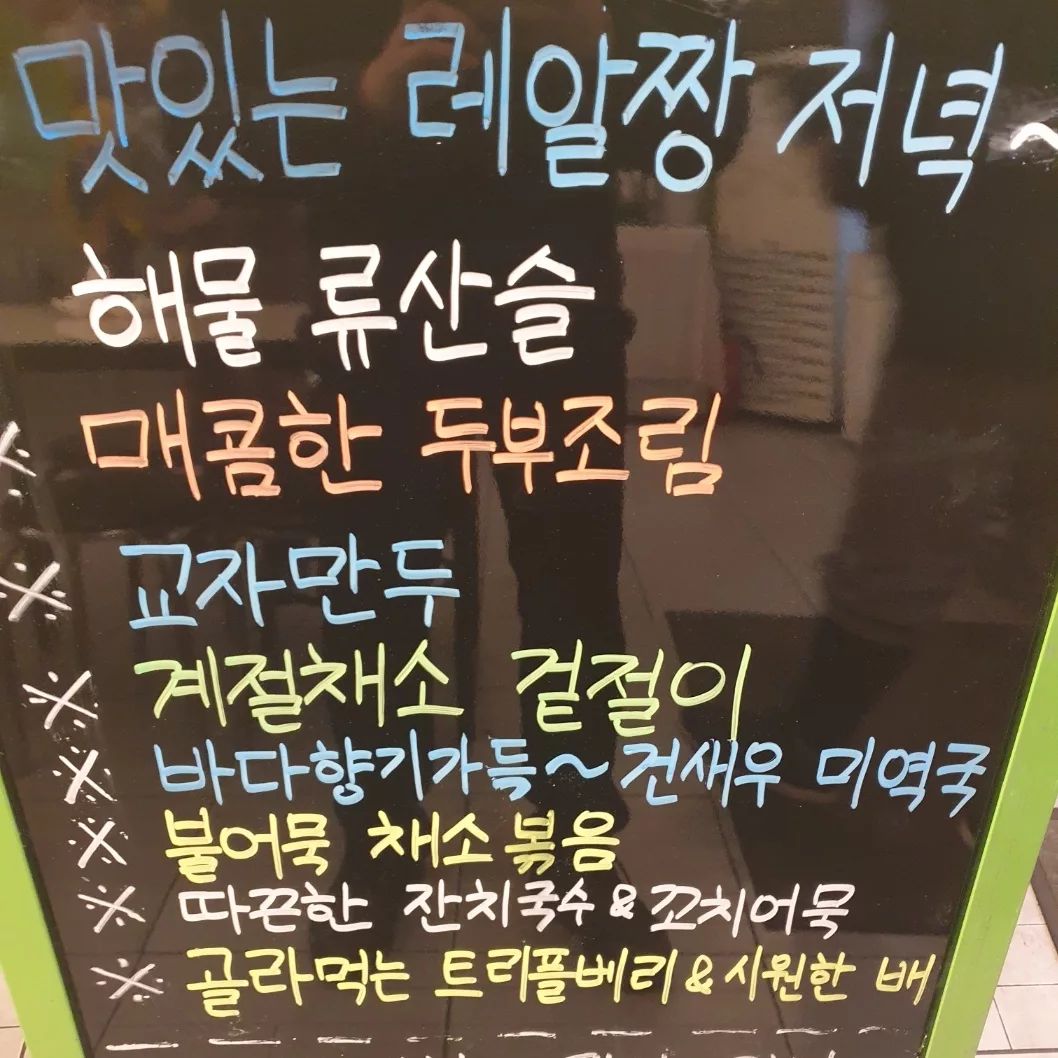 맛있는 레알짱 저녁~
해물 류산슬
※ 매콤한 두부조림
※ 교자만두
※ 계절채소 겉절이
※ 바다향기가득~건새우 미역국
※ 불어묵 채소볶음
※ 따끈한 잔치국수&꼬치어묵
※ 골라먹는 트리플베리&시원한 배